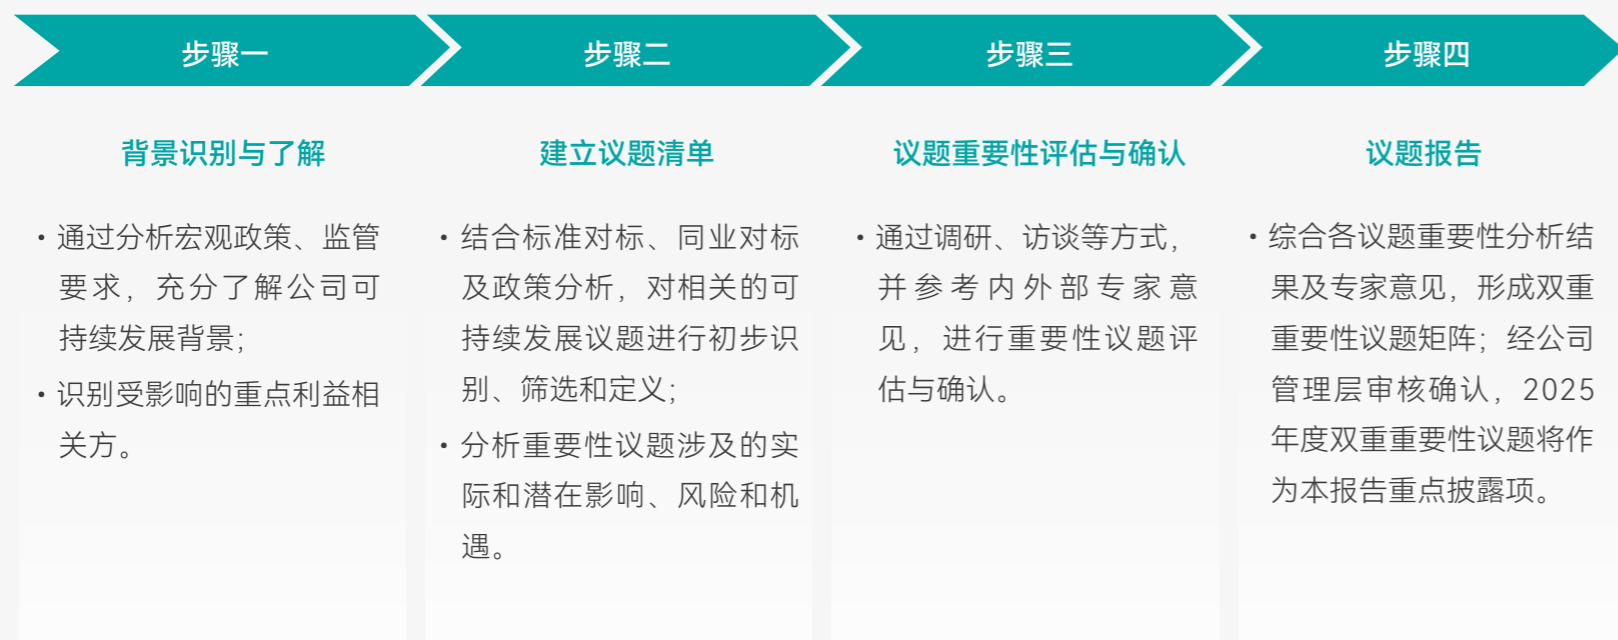 步骤一
步骤二
步骤三
步骤四
背景识别与了解
• 通过分析宏观政策、监管
要求，充分了解公司可
持续发展背景；
• 识别受影响的重点利益相
关方。
建立议题清单
• 结合标准对标、同业对标
及政策分析，对相关的可
持续发展议题进行初步识
别、筛选和定义；
• 分析重要性议题涉及的实
际和潜在影响、风险和机
遇。
议题重要性评估与确认
• 通过调研、访谈等方式，
并参考内外部专家意
见，进行重要性议题评
估与确认。
议题报告
• 综合各议题重要性分析结
果及专家意见，形成双重
重要性议题矩阵；经公司
管理层审核确认，2025
年度双重重要性议题将作
为本报告重点披露项。